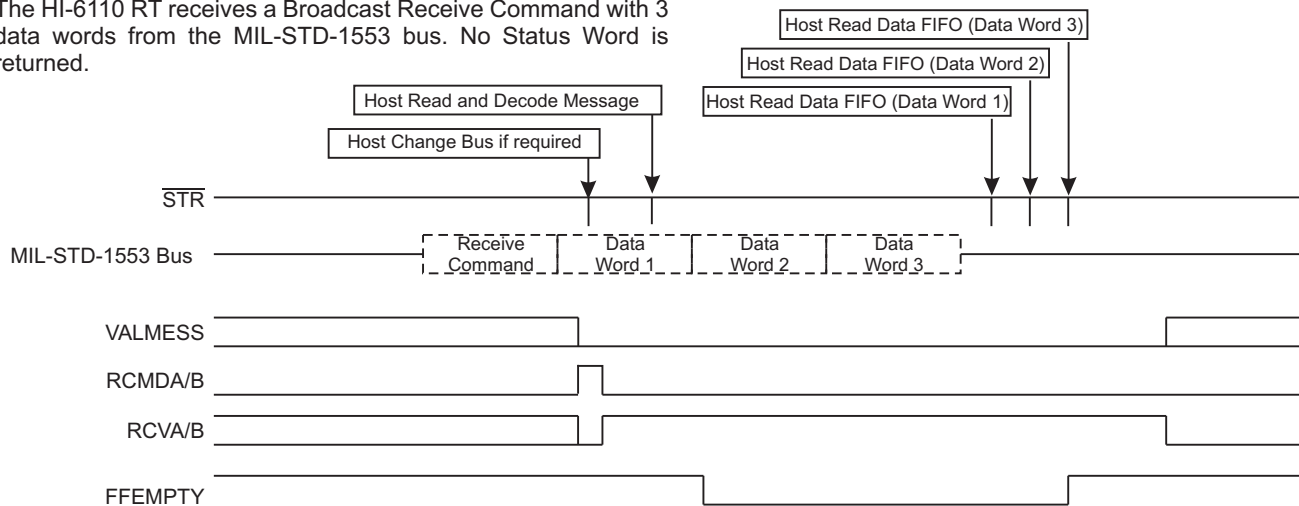 The HI-6110 RT receives a Broadcast Receive Command with 3
data words from the MIL-STD-1553 bus. No Status Word is
returned.
Host Read Data FIFO (Data Word 3)
Host Read Data FIFO (Data Word 2)
Host Read and Decode Message
Host Read Data FIFO (Data Word 1)
Host Change Bus if required
STR
MIL-STD-1553 Bus
Receive
Command
Data
Word 1
Data
Word 2
Data
Word 3
VALMESS
RCMDA/B
RCVA/B
FFEMPTY